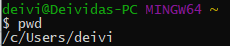 deivi@Deividas-PC MINGW64 ~
$ pwd
/c/Users/deivi